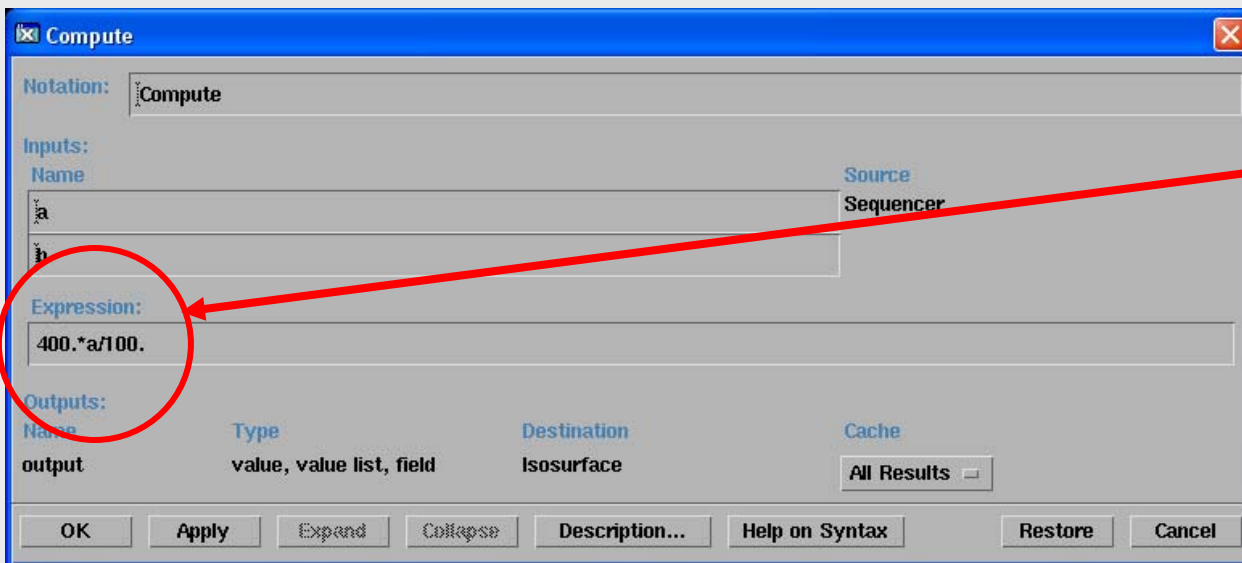 Compute
Notation: Compute
Inputs:
Name Source
a Sequencer
b
Expression:
400.*a/100.
Outputs:
Name Type Destination Cache
output value, value list, field Isosurface All Results
OK Apply Expand Collapse Description... Help on Syntax Restore Cancel